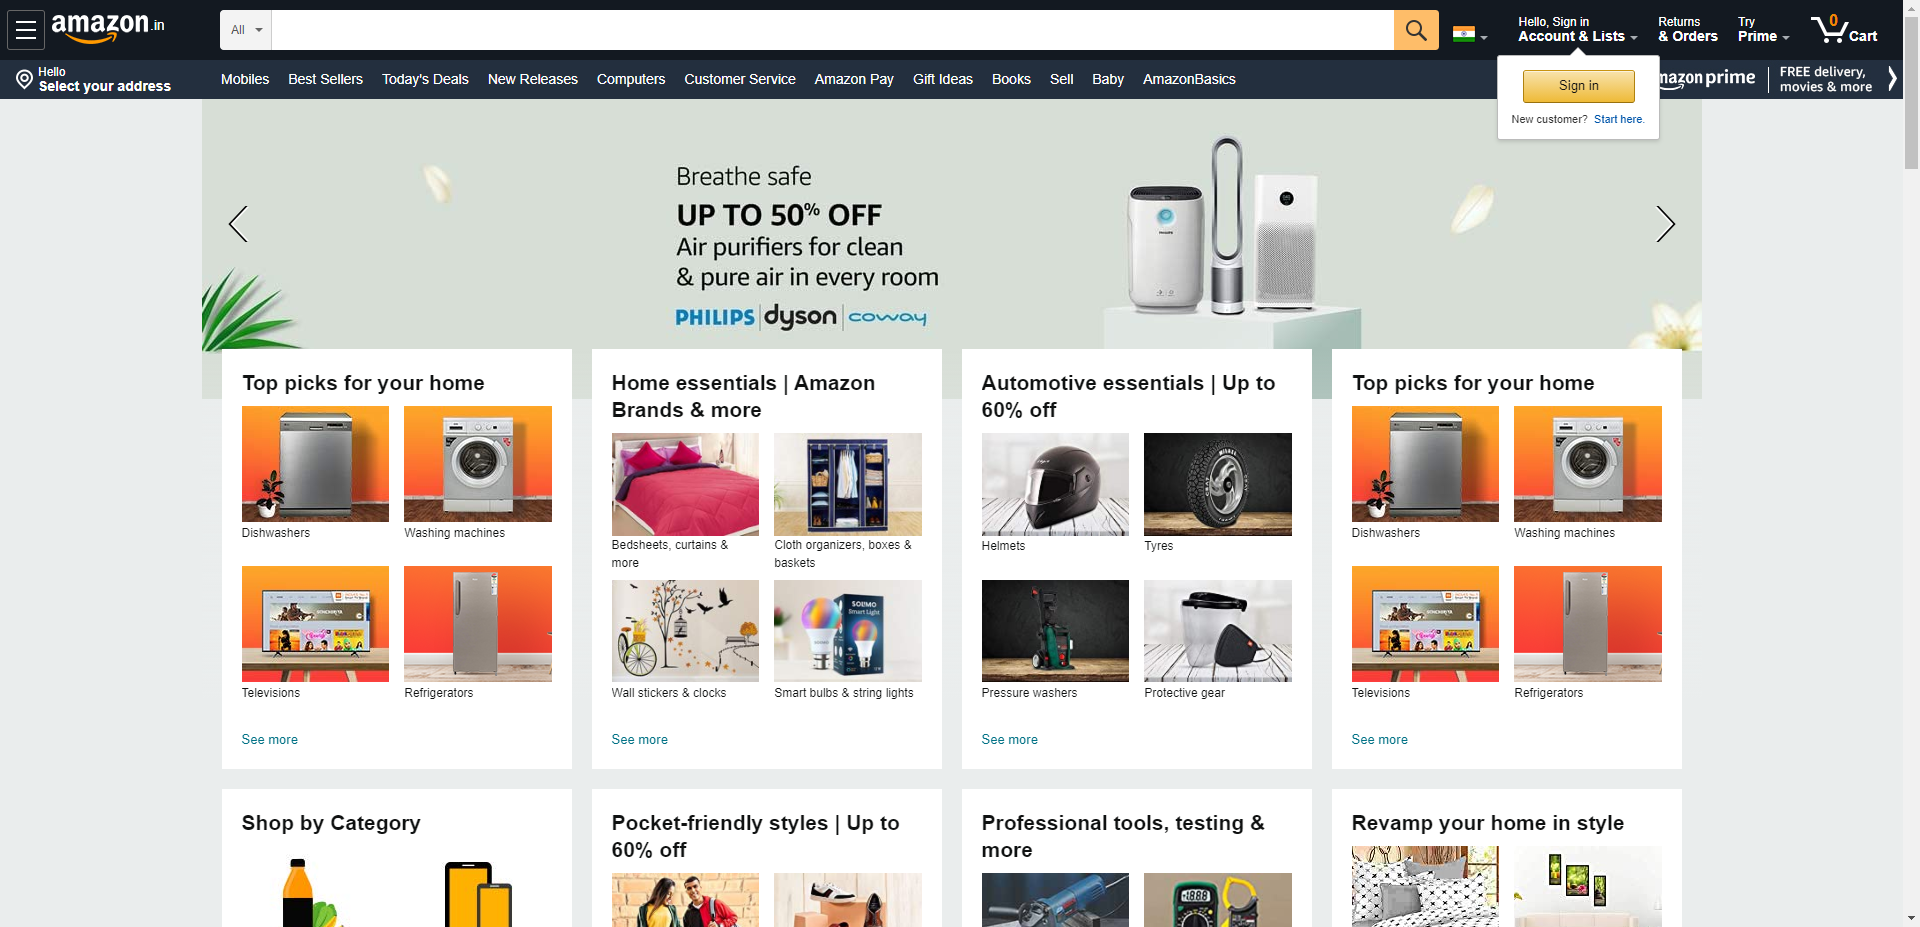 amazon.in
All
Hello, Sign in
Account & Lists
Returns
& Orders
Try
Prime
0
Cart
Hello
Select your address
Mobiles
Best Sellers
Today's Deals
New Releases
Computers
Customer Service
Amazon Pay
Gift Ideas
Books
Sell
Baby
AmazonBasics
prime
FREE delivery,
movies & more
Sign in
New customer? Start here.
Breathe safe
UP TO 50% OFF
Air purifiers for clean
& pure air in every room
PHILIPS dyson coway
Top picks for your home
Dishwashers
Washing machines
Televisions
Refrigerators
See more
Home essentials | Amazon
Brands & more
Bedsheets, curtains &
more
Cloth organizers, boxes &
baskets
SOLIMO
Smart Light
Wall stickers & clocks
Smart bulbs & string lights
See more
Automotive essentials | Up to
60% off
Helmets
Tyres
Pressure washers
Protective gear
See more
Top picks for your home
Dishwashers
Washing machines
Televisions
Refrigerators
See more
Shop by Category
Pocket-friendly styles | Up to
60% off
Professional tools, testing &
more
Revamp your home in style